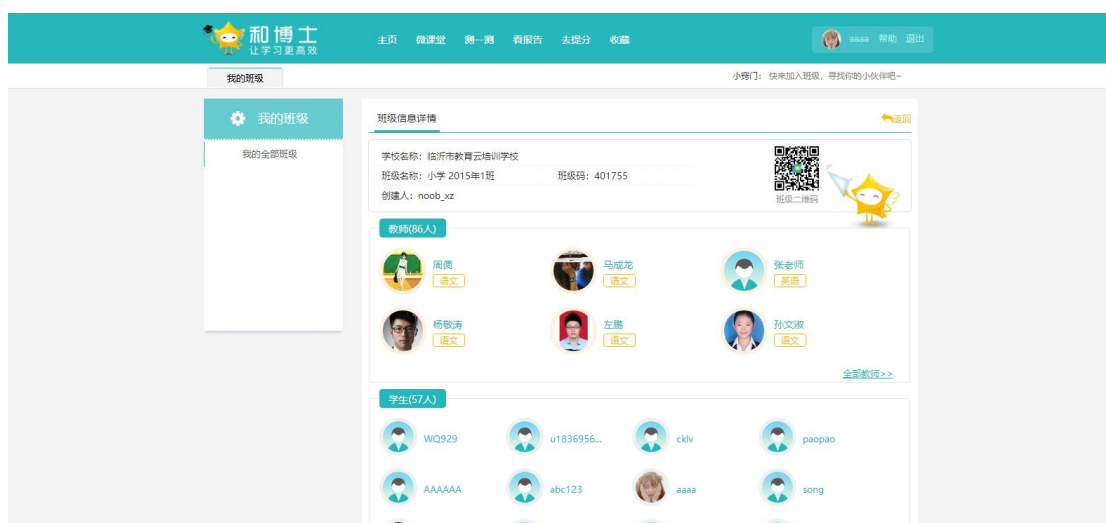 和博士
让学习更高效
主页 微课堂 测一测 看报告 去提分 收藏
aaaa 帮助 退出
我的班级
小窍门： 快来加入班级，寻找你的小伙伴吧~
我的班级
我的全部班级
班级信息详情
返回
学校名称：临沂市教育云培训学校
班级名称：小学 2015年1班 班级码：401755
创建人：noob_xz
班级二维码
教师(86人)
周倜 马成龙 张老师
语文 语文 英语
杨敬涛 左鹏 孙文淑
语文 语文 语文
全部教师>>
学生(57人)
WQ929 u1836956... cklv paopao
AAAAAA abc123 aaaa song